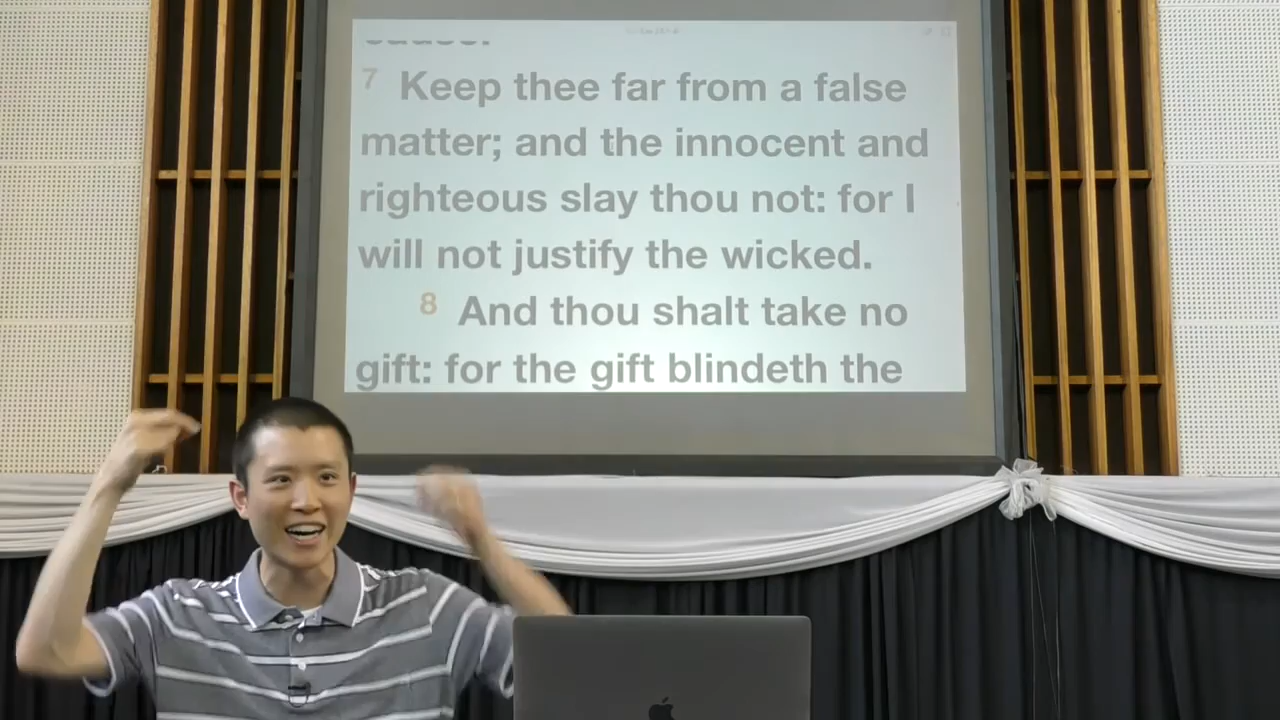 7 Keep thee far from a false
matter; and the innocent and
righteous slay thou not: for I
will not justify the wicked.
8 And thou shalt take no
gift: for the gift blindeth the